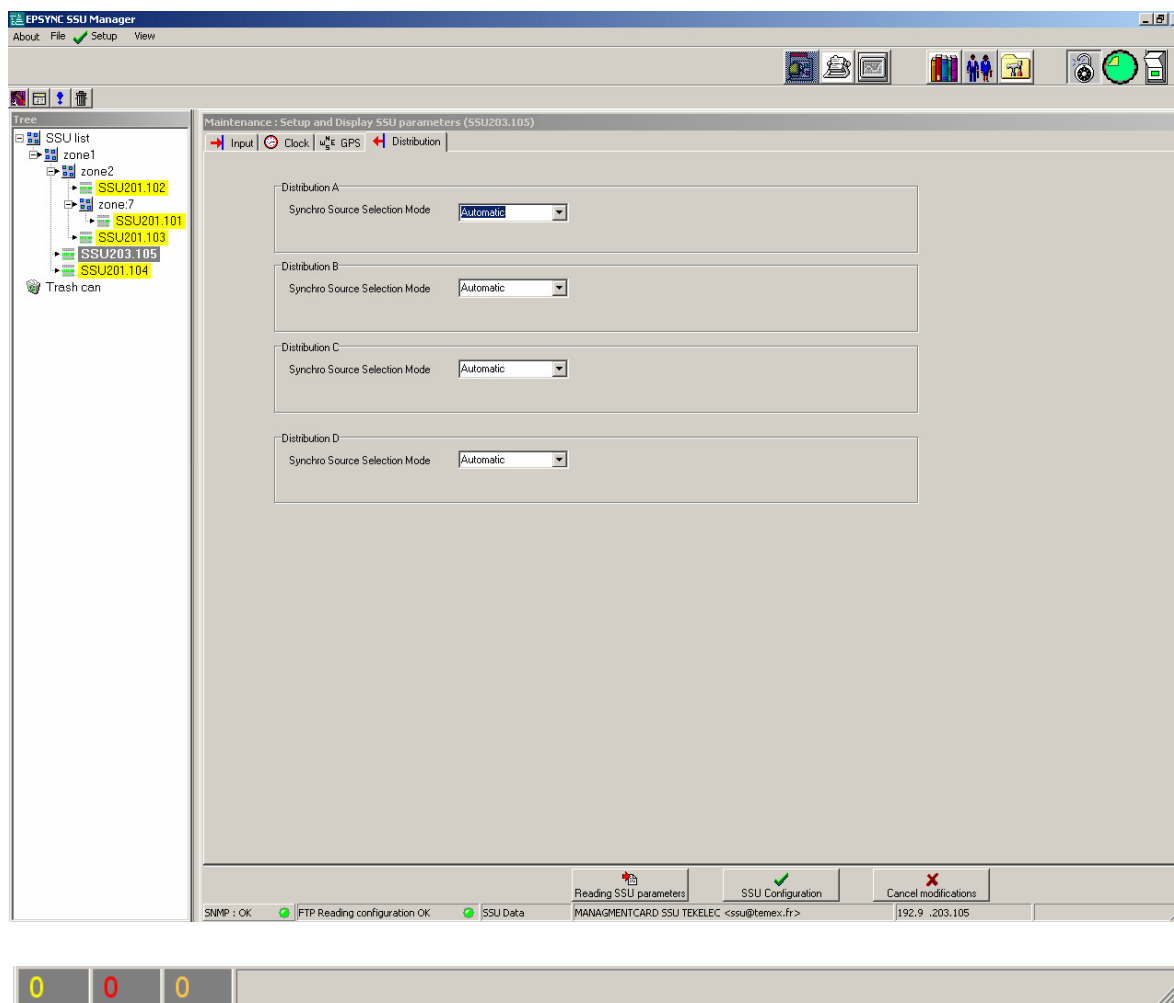 EPSYNC SSU Manager
About File Setup View
Tree
SSU list
zone1
zone2
SSU201.102
zone:7
SSU201.101
SSU201.103
SSU203.105
SSU201.104
Trash can
Maintenance : Setup and Display SSU parameters (SSU203.105)
Input Clock GPS Distribution
Distribution A
Synchro Source Selection Mode Automatic
Distribution B
Synchro Source Selection Mode Automatic
Distribution C
Synchro Source Selection Mode Automatic
Distribution D
Synchro Source Selection Mode Automatic
Reading SSU parameters SSU Configuration Cancel modifications
SNMP : OK FTP Reading configuration OK SSU Data MANAGMENTCARD SSU TEKELEC <ssu@temex.fr> 192.9 .203.105
0 0 0